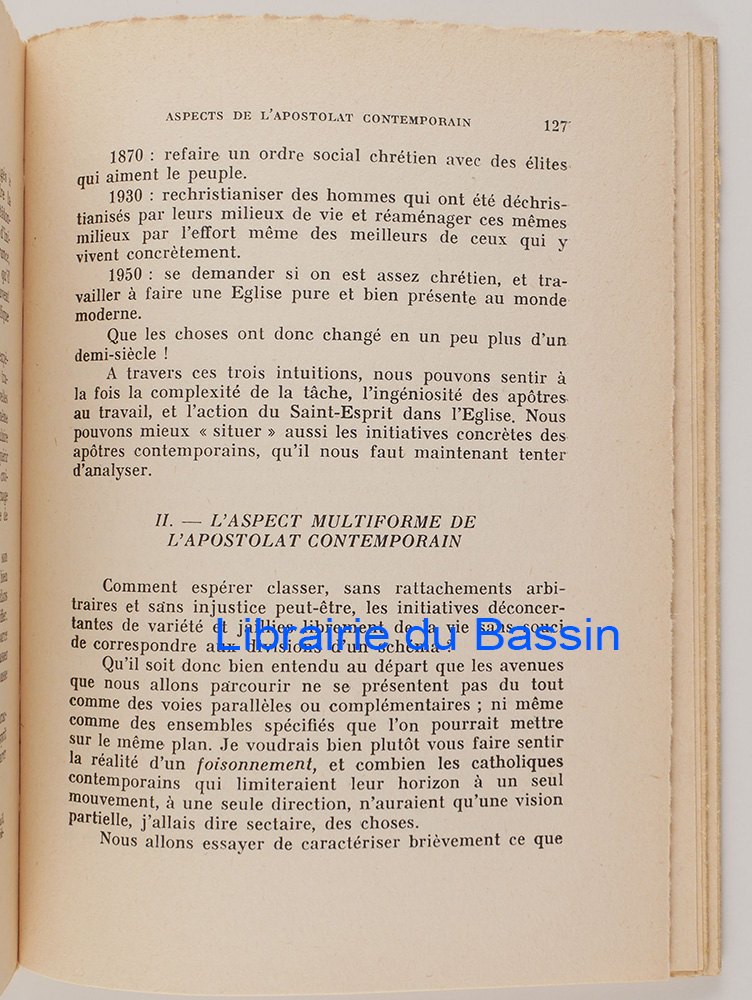 ASPECTS DE L'APOSTOLAT CONTEMPORAIN 127
1870 : refaire un ordre social chrétien avec des élites
qui aiment le peuple.
1930 : rechristianiser des hommes qui ont été déchris-
tianisés par leurs milieux de vie et réaménager ces mêmes
milieux par l'effort même des meilleurs de ceux qui y
vivent concrètement.
1950 : se demander si on est assez chrétien, et tra-
vailler à faire une Eglise pure et bien présente au monde
moderne.
Que les choses ont donc changé en un peu plus d'un
demi-siècle !
A travers ces trois intuitions, nous pouvons sentir à
la fois la complexité de la tâche, l'ingéniosité des apôtres
au travail, et l'action du Saint-Esprit dans l'Eglise. Nous
pouvons mieux « situer » aussi les initiatives concrètes des
apôtres contemporains, qu'il nous faut maintenant tenter
d'analyser.
II. — L'ASPECT MULTIFORME DE
L'APOSTOLAT CONTEMPORAIN
Comment espérer classer, sans rattachements arbi-
traires et sans injustice peut-être, les initiatives déconcer-
tantes de variété et jaillies librement de la vie sans souci
de correspondre aux divisions d'un schéma
Librairie du Bassin
Qu'il soit donc bien entendu au départ que les avenues
que nous allons parcourir ne se présentent pas du tout
comme des voies parallèles ou complémentaires ; ni même
comme des ensembles spécifiés que l'on pourrait mettre
sur le même plan. Je voudrais bien plutôt vous faire sentir
la réalité d'un foisonnement, et combien les catholiques
contemporains qui limiteraient leur horizon à un seul
mouvement, à une seule direction, n'auraient qu'une vision
partielle, j'allais dire sectaire, des choses.
Nous allons essayer de caractériser brièvement ce que